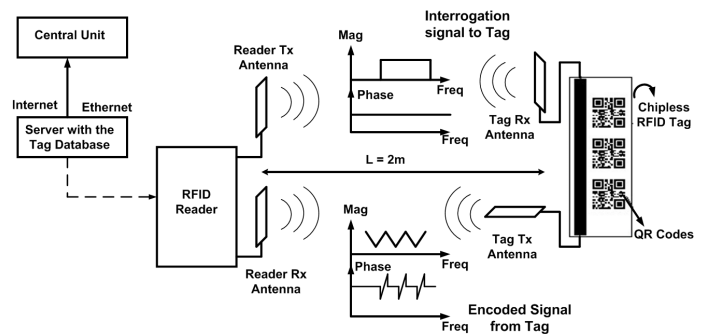 Central Unit
Internet
Ethernet
Server with the
Tag Database
RFID
Reader
Reader Tx
Antenna
Mag
Interrogation
signal to Tag
Phase
Freq
Freq
Tag Rx
Antenna
Chipless
RFID Tag
L = 2m
Reader Rx
Antenna
Mag
Phase
Freq
Freq
Tag Tx
Antenna
QR Codes
Encoded Signal
from Tag